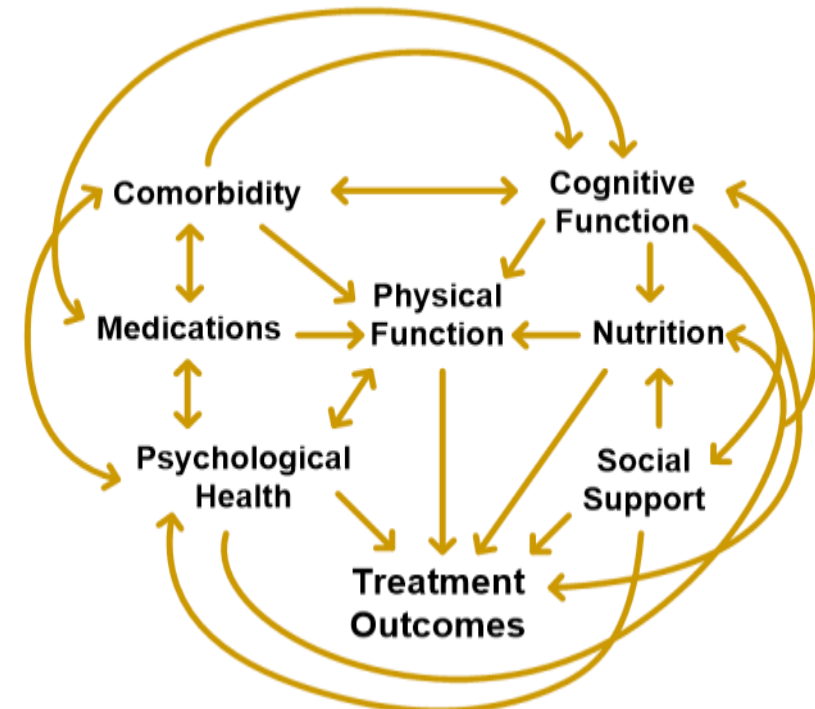 Comorbidity
Cognitive
Function
Physical
Function
Medications
Nutrition
Psychological
Health
Social
Support
Treatment
Outcomes